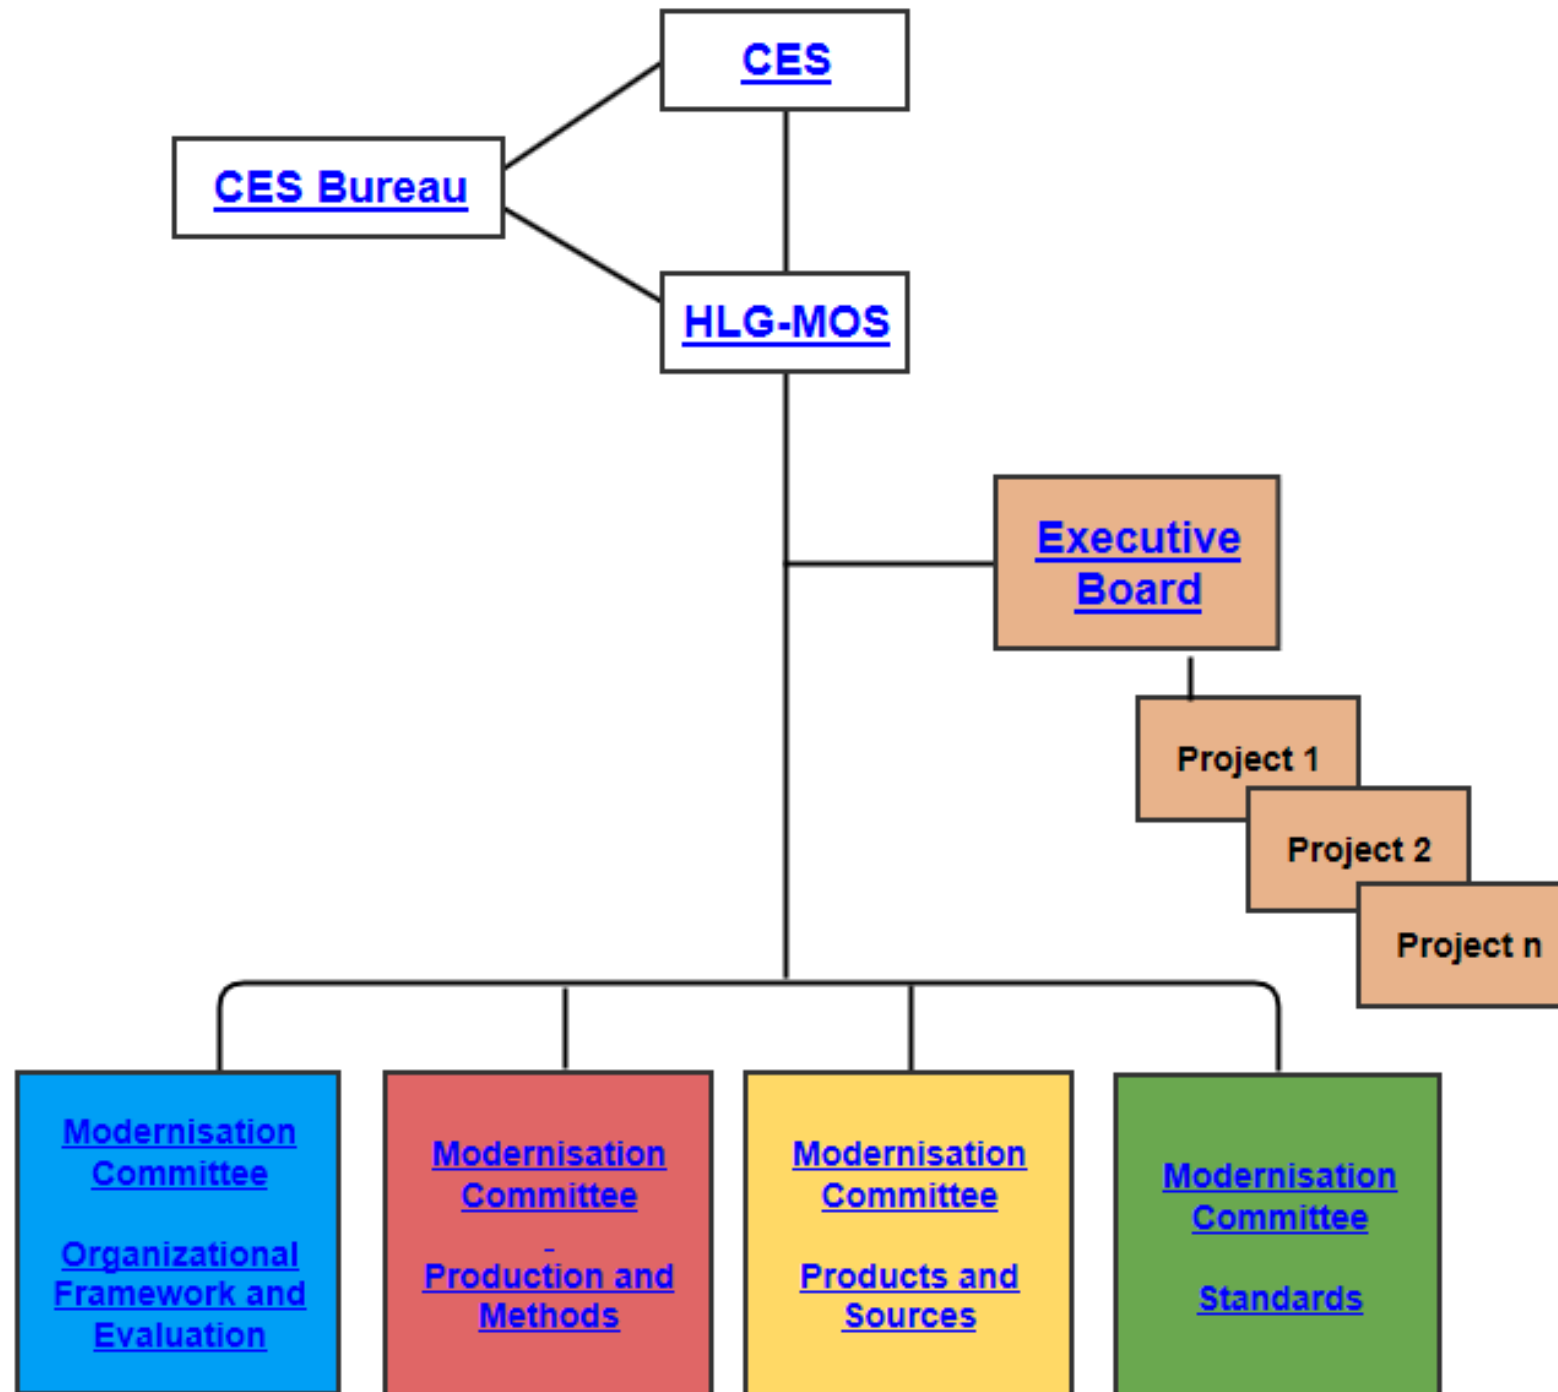 CES
CES Bureau
HLG-MOS
Executive
Board
Project 1
Project 2
Project n
Modernisation
Committee
Organizational
Framework and
Evaluation
Modernisation
Committee
Production and
Methods
Modernisation
Committee
Products and
Sources
Modernisation
Committee
Standards